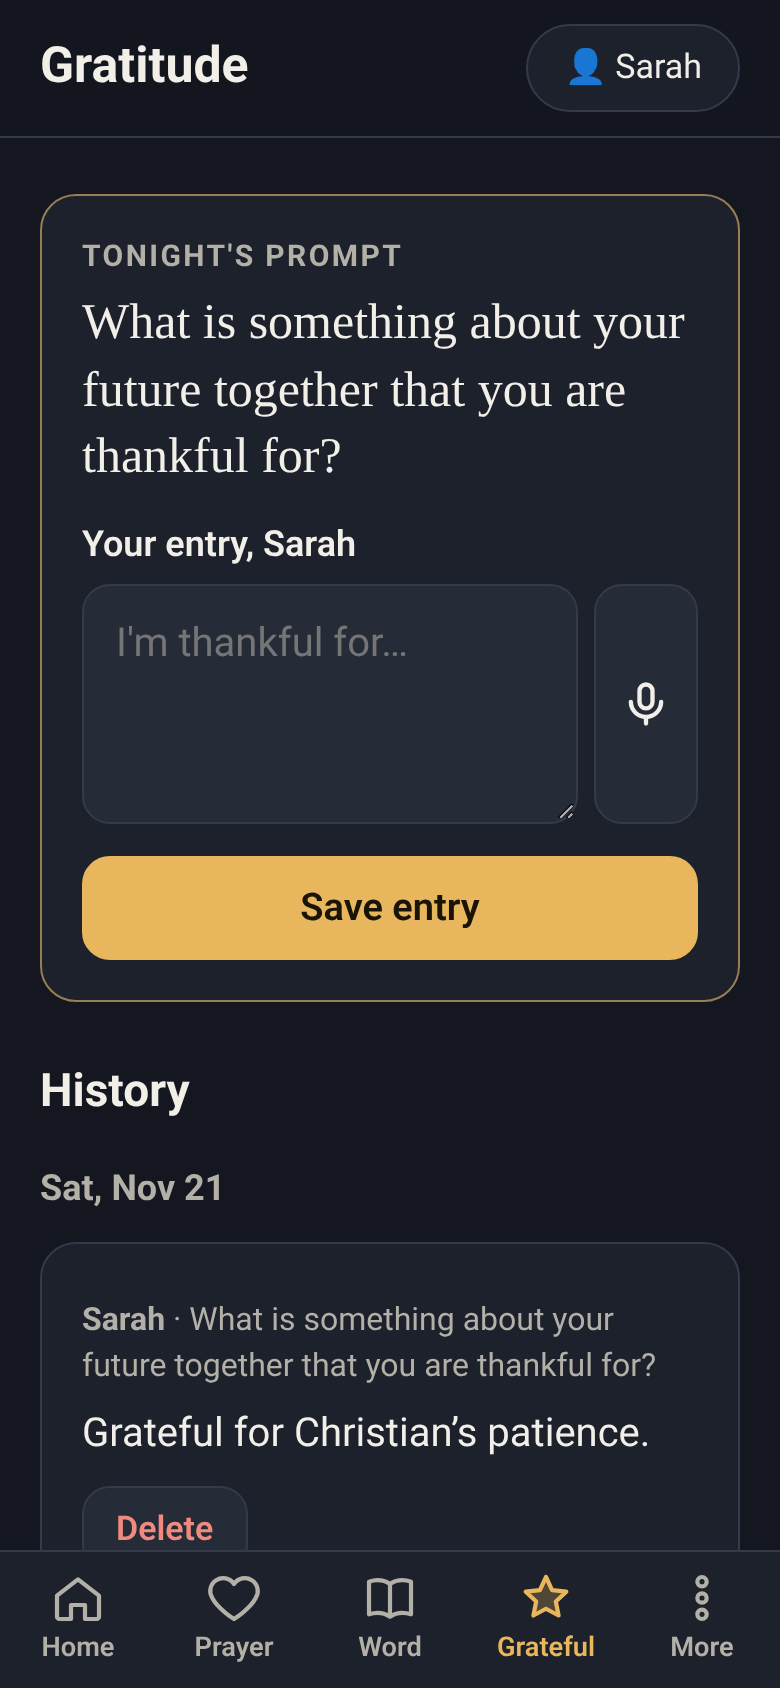 Gratitude
Sarah
TONIGHT'S PROMPT
What is something about your
future together that you are
thankful for?
Your entry, Sarah
I'm thankful for…
Save entry
History
Sat, Nov 21
Sarah · What is something about your
future together that you are thankful for?
Grateful for Christian’s patience.
Delete
Home
Prayer
Word
Grateful
More